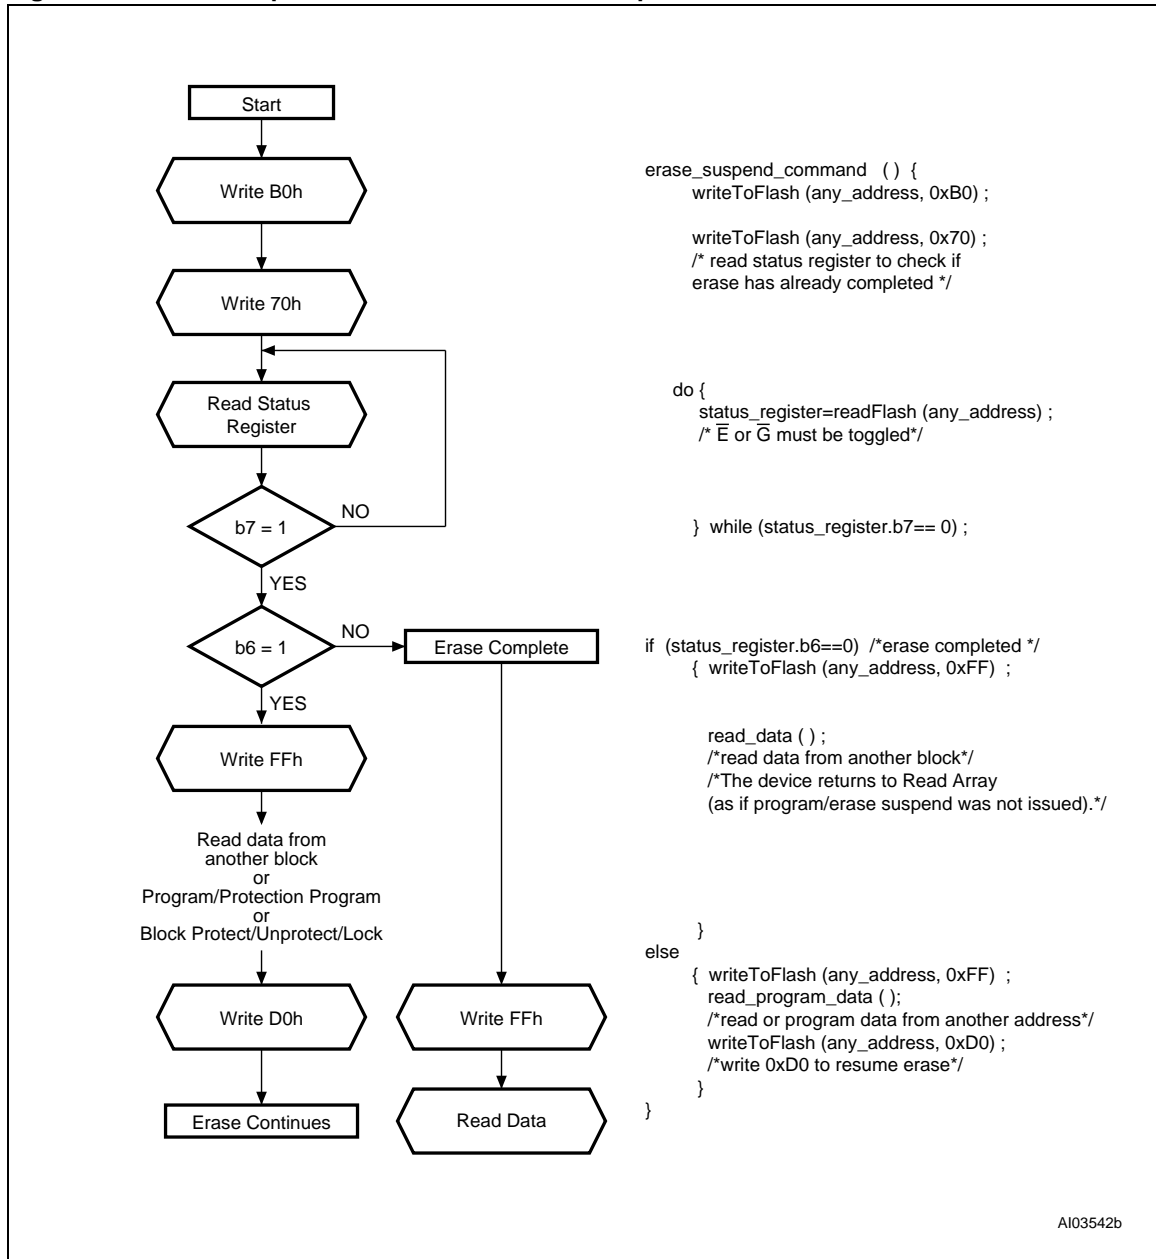 Start
Write B0h
Write 70h
Read Status
Register
b7 = 1
NO
YES
b6 = 1
NO
Erase Complete
YES
Write FFh
Read data from
another block
or
Program/Protection Program
or
Block Protect/Unprotect/Lock
Write D0h
Write FFh
Erase Continues
Read Data
erase_suspend_command ( ) {
writeToFlash (any_address, 0xB0) ;
writeToFlash (any_address, 0x70) ;
/* read status register to check if
erase has already completed */
do {
status_register=readFlash (any_address) ;
/* E̅ or G̅ must be toggled*/
} while (status_register.b7== 0) ;
if (status_register.b6==0) /*erase completed */
{ writeToFlash (any_address, 0xFF) ;
read_data ( ) ;
/*read data from another block*/
/*The device returns to Read Array
(as if program/erase suspend was not issued).*/
}
else
{ writeToFlash (any_address, 0xFF) ;
read_program_data ( );
/*read or program data from another address*/
writeToFlash (any_address, 0xD0) ;
/*write 0xD0 to resume erase*/
}
}
AI03542b